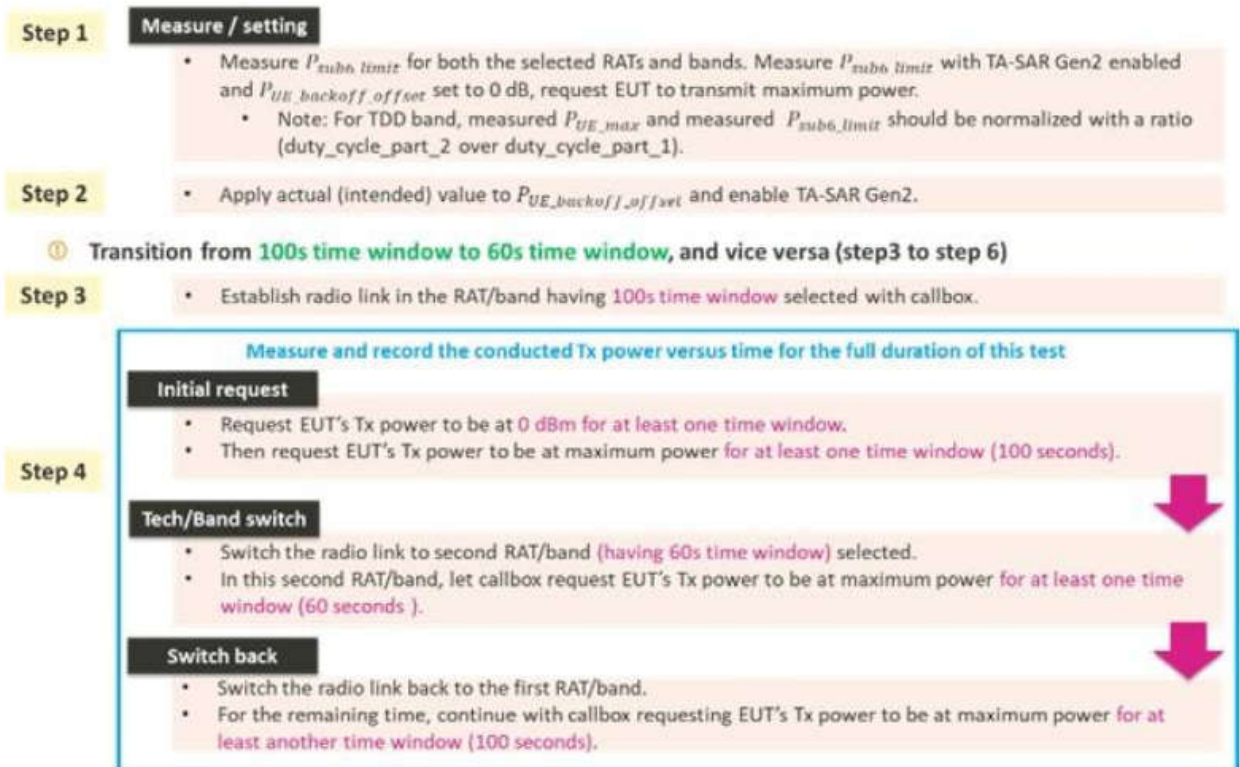 Step 1
Measure / setting
• Measure P_sub6 limit for both the selected RATs and bands. Measure P_sub6 limit with TA-SAR Gen2 enabled
and P_UE_backoff_offset set to 0 dB, request EUT to transmit maximum power.
• Note: For TDD band, measured P_UE_max and measured P_sub6_limit should be normalized with a ratio
(duty_cycle_part_2 over duty_cycle_part_1).
Step 2
• Apply actual (intended) value to P_UE_backoff_offset and enable TA-SAR Gen2.
① Transition from 100s time window to 60s time window, and vice versa (step3 to step 6)
Step 3
• Establish radio link in the RAT/band having 100s time window selected with callbox.
Measure and record the conducted Tx power versus time for the full duration of this test
Step 4
Initial request
• Request EUT's Tx power to be at 0 dBm for at least one time window.
• Then request EUT's Tx power to be at maximum power for at least one time window (100 seconds).
Tech/Band switch
• Switch the radio link to second RAT/band (having 60s time window) selected.
• In this second RAT/band, let callbox request EUT's Tx power to be at maximum power for at least one time
window (60 seconds ).
Switch back
• Switch the radio link back to the first RAT/band.
• For the remaining time, continue with callbox requesting EUT's Tx power to be at maximum power for at
least another time window (100 seconds).